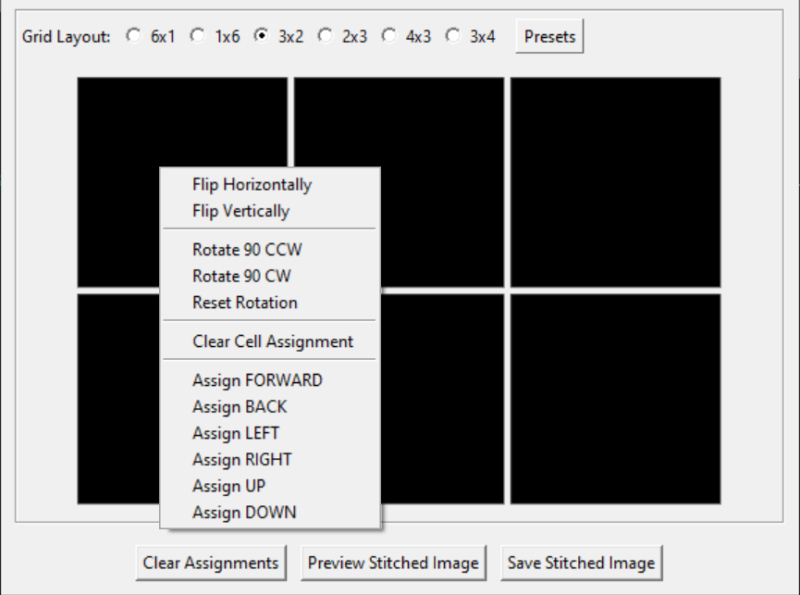 Grid Layout: 6x1 1x6 3x2 2x3 4x3 3x4 Presets
Flip Horizontally
Flip Vertically
Rotate 90 CCW
Rotate 90 CW
Reset Rotation
Clear Cell Assignment
Assign FORWARD
Assign BACK
Assign LEFT
Assign RIGHT
Assign UP
Assign DOWN
Clear Assignments Preview Stitched Image Save Stitched Image